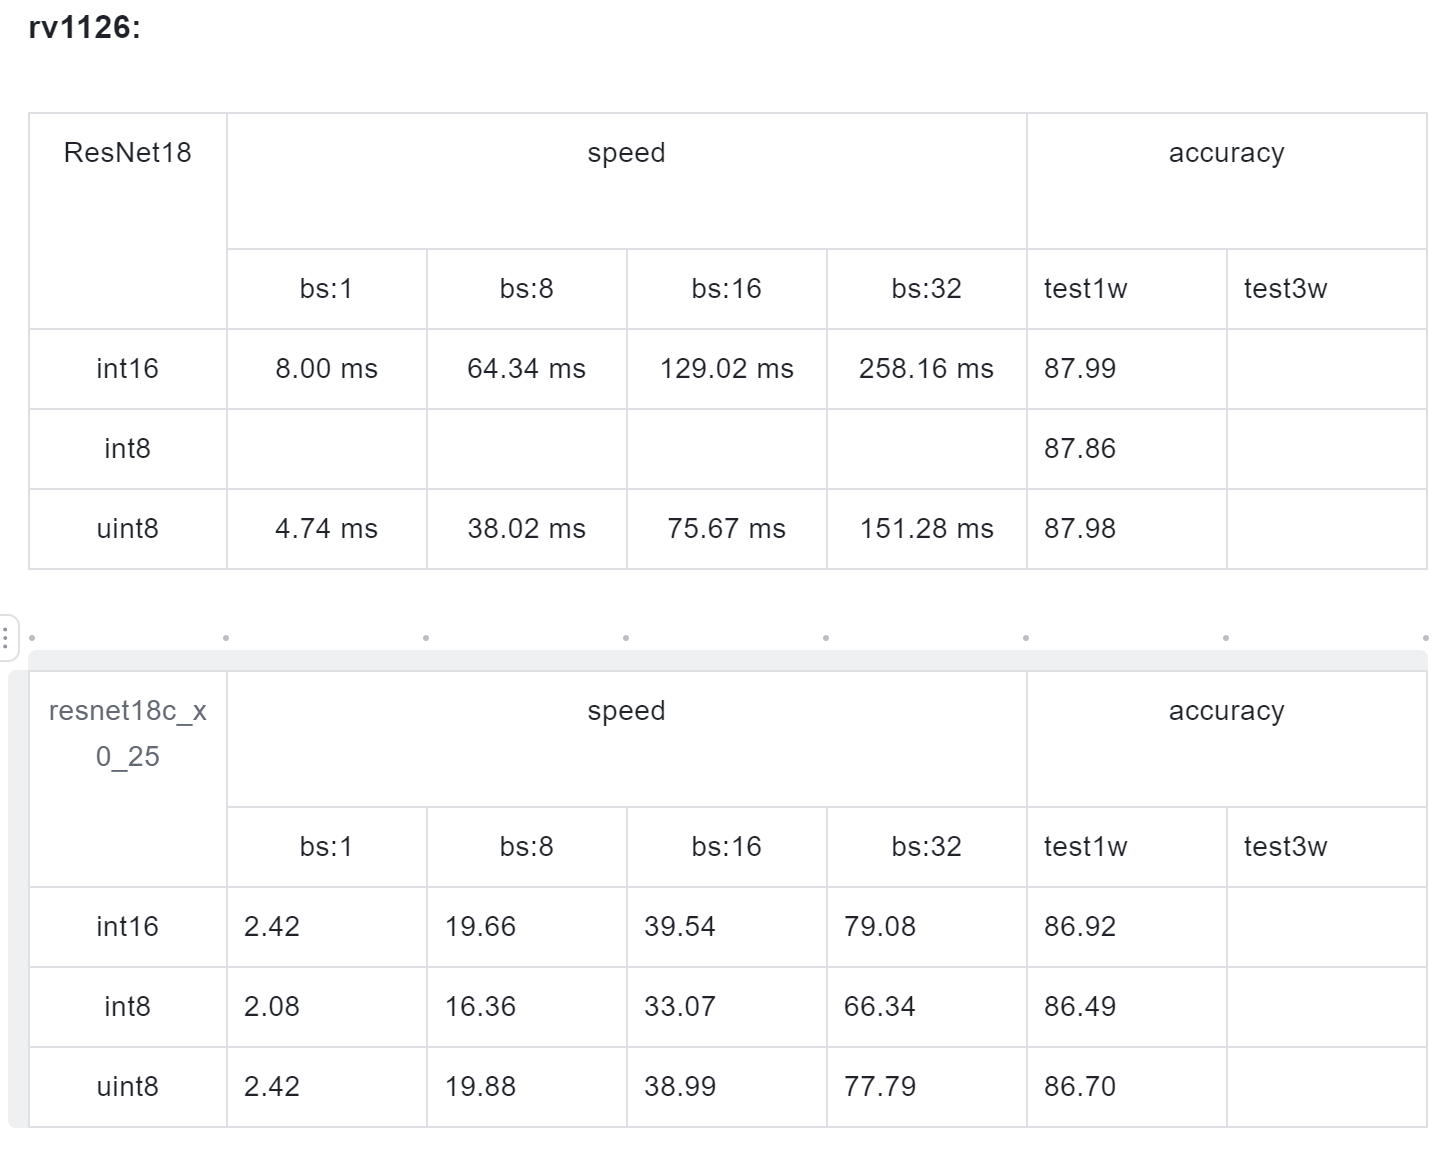 rv1126:
ResNet18 speed accuracy
bs:1 bs:8 bs:16 bs:32 test1w test3w
int16 8.00 ms 64.34 ms 129.02 ms 258.16 ms 87.99
int8 87.86
uint8 4.74 ms 38.02 ms 75.67 ms 151.28 ms 87.98
resnet18c_x speed accuracy
0_25
bs:1 bs:8 bs:16 bs:32 test1w test3w
int16 2.42 19.66 39.54 79.08 86.92
int8 2.08 16.36 33.07 66.34 86.49
uint8 2.42 19.88 38.99 77.79 86.70